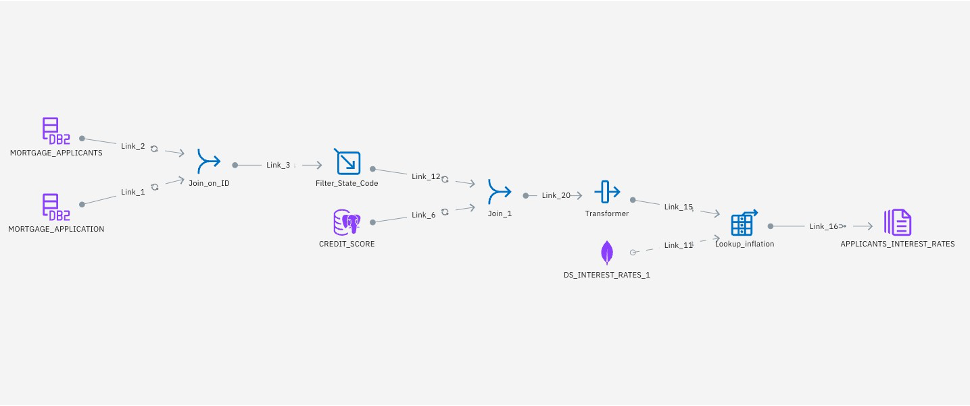 DB2
MORTGAGE_APPLICANTS
Link_2
Join_on_ID
Link_3
Filter_State_Code
Link_12
Join_1
Link_20
Transformer
Link_15
Lookup_inflation
Link_16
APPLICANTS_INTEREST_RATES
DB2
MORTGAGE_APPLICATION
Link_1
CREDIT_SCORE
Link_6
DS_INTEREST_RATES_1
Link_11